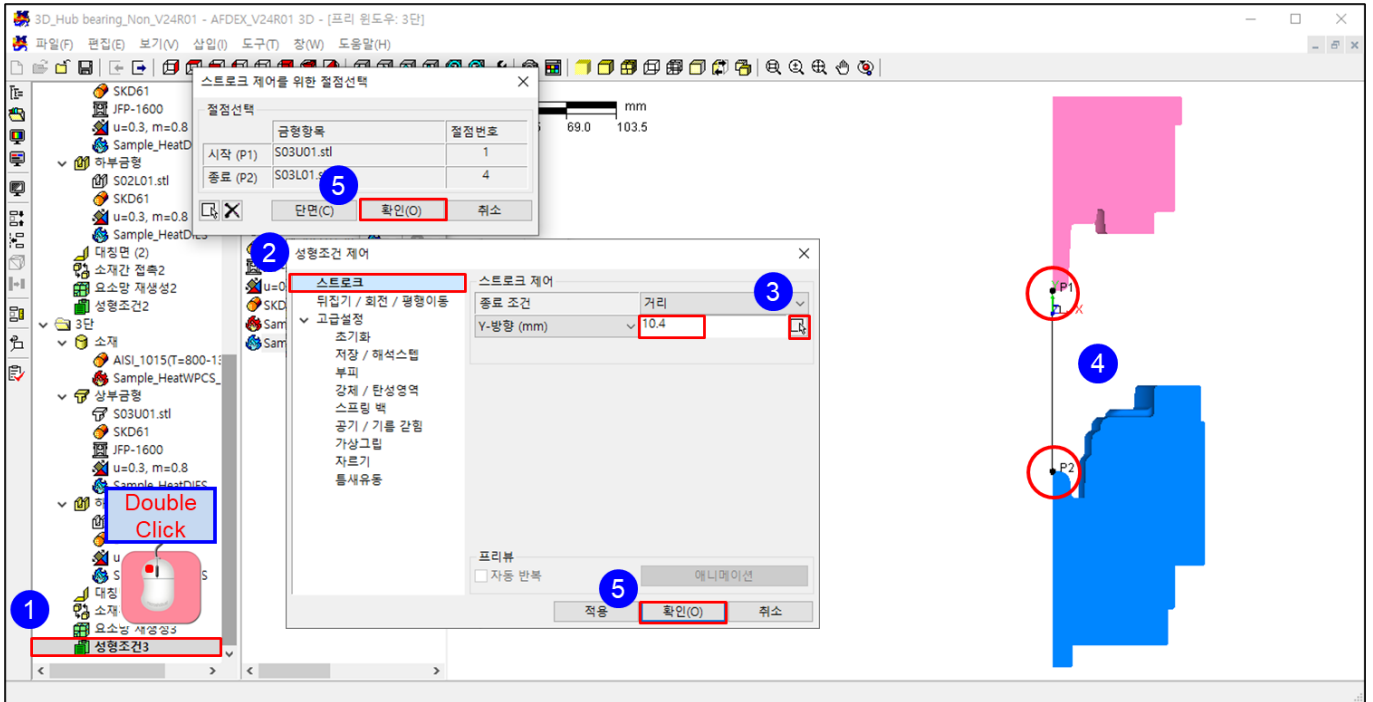 3D_Hub bearing_Non_V24R01 - AFDEX_V24R01 3D - [프리 윈도우: 3단]
파일(F) 편집(E) 보기(V) 삽입(I) 도구(T) 창(W) 도움말(H)
SKD61
JFP-1600
u=0.3, m=0.8
Sample_HeatD
하부금형
S02L01.stl
SKD61
u=0.3, m=0.8
Sample_HeatDIES
대칭면 (2)
소재간 접촉2
요소망 재생성2
성형조건2
3단
소재
AISI_1015(T=800-13
Sample_HeatWPCS_
상부금형
S03U01.stl
SKD61
JFP-1600
u=0.3, m=0.8
Sample_HeatDIES
Double
Click
대칭
소재
요소망 재생성3
1
성형조건3
스트로크 제어를 위한 절점선택
절점선택
금형항목 절점번호
시작 (P1) S03U01.stl 1
종료 (P2) S03L01.s 4
5
단면(C) 확인(O) 취소
mm
69.0 103.5
u=0
SKD
Sam
Sam
2
성형조건 제어
스트로크
뒤집기 / 회전 / 평행이동
고급설정
초기화
저장 / 해석스텝
부피
강체 / 탄성영역
스프링 백
공기 / 기름 갇힘
가상그립
자르기
틈새유동
스트로크 제어
3
종료 조건 거리
Y-방향 (mm) 10.4
프리뷰
자동 반복 애니메이션
5
적용 확인(O) 취소
P1
X
4
P2